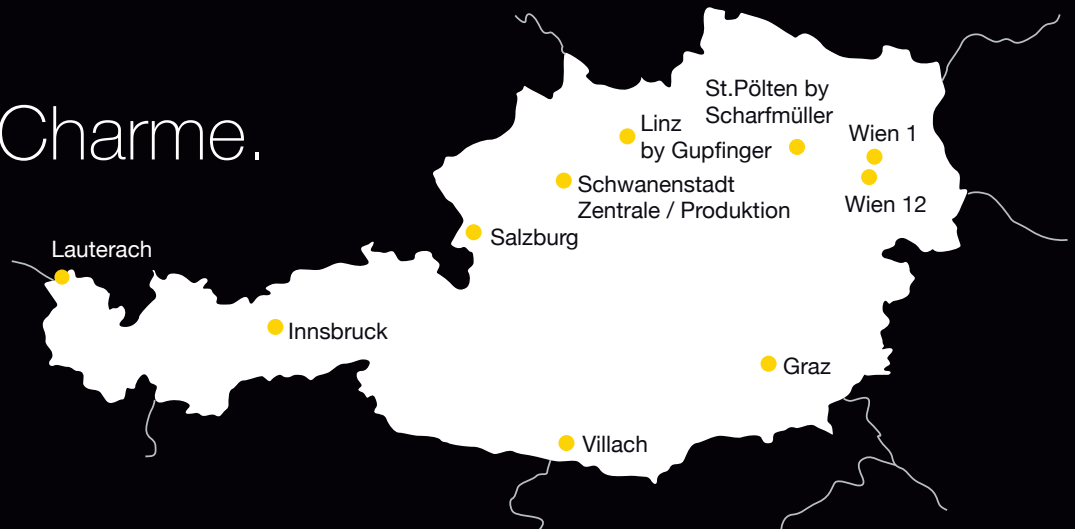 Charme.
St.Pölten by
Scharfmüller
Linz
by Gupfinger
Wien 1
Schwanenstadt
Zentrale / Produktion
Wien 12
Salzburg
Lauterach
Innsbruck
Graz
Villach